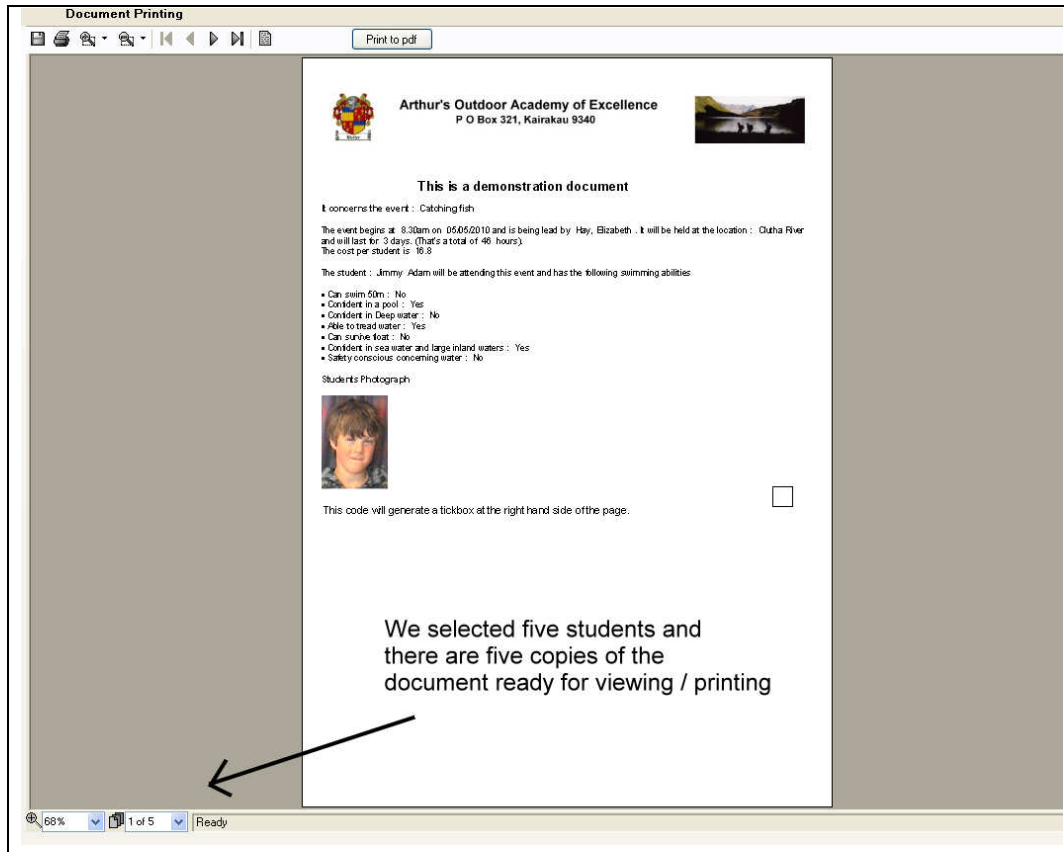 Document Printing
Print to pdf
Arthur's Outdoor Academy of Excellence
P O Box 321, Kairakau 9340
This is a demonstration document
It concerns the event : Catching fish
The event begins at 8.30am on 05/05/2010 and is being lead by Hay, Elizabeth . It will be held at the location : Clutha River
and will last for 3 days. (That's a total of 46 hours).
The cost per student is 16.8
The student : Jimmy Adam will be attending this event and has the following swimming abilities
▪ Can swim 50m : No
▪ Confident in a pool : Yes
▪ Confident in Deep water : No
▪ Able to tread water : Yes
▪ Can survive float : No
▪ Confident in sea water and large inland waters : Yes
▪ Safety conscious concerning water : No
Students Photograph
This code will generate a tickbox at the right hand side of the page.
We selected five students and
there are five copies of the
document ready for viewing / printing
68%
1 of 5
Ready